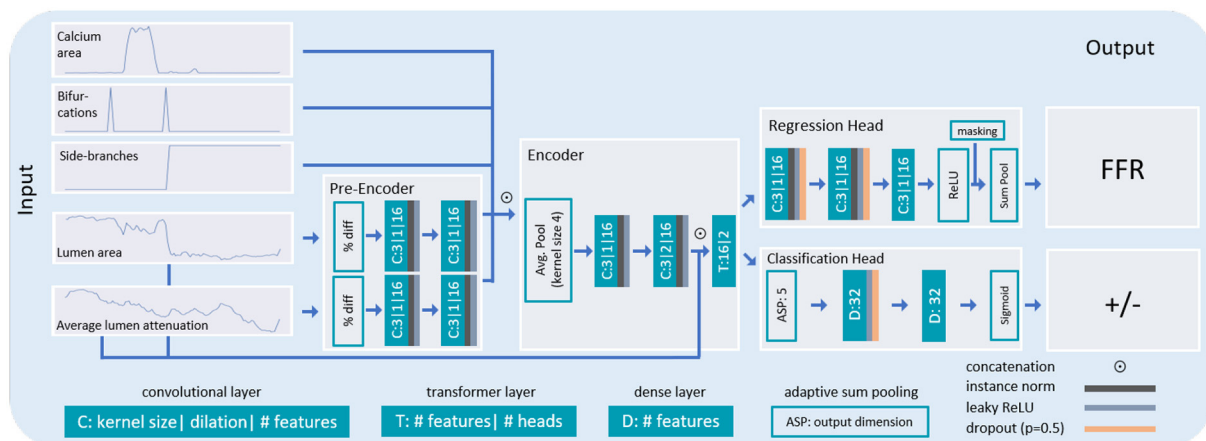 Input
Output
Calcium
area
Bifur-
cations
Side-branches
Lumen area
Average lumen attenuation
Pre-Encoder
% diff
C:3|1|16
C:3|1|16
% diff
C:3|1|16
C:3|1|16
⊙
Encoder
Avg. Pool
(kernel size 4)
C:3|1|16
C:3|2|16
⊙
T:16|2
Regression Head
masking
C:3|1|16
C:3|1|16
C:3|1|16
ReLU
Sum Pool
FFR
Classification Head
ASP: 5
D:32
D: 32
Sigmoid
+/-
convolutional layer
C: kernel size| dilation| # features
transformer layer
T: # features| # heads
dense layer
D: # features
adaptive sum pooling
ASP: output dimension
concatenation ⊙
instance norm
leaky ReLU
dropout (p=0.5)